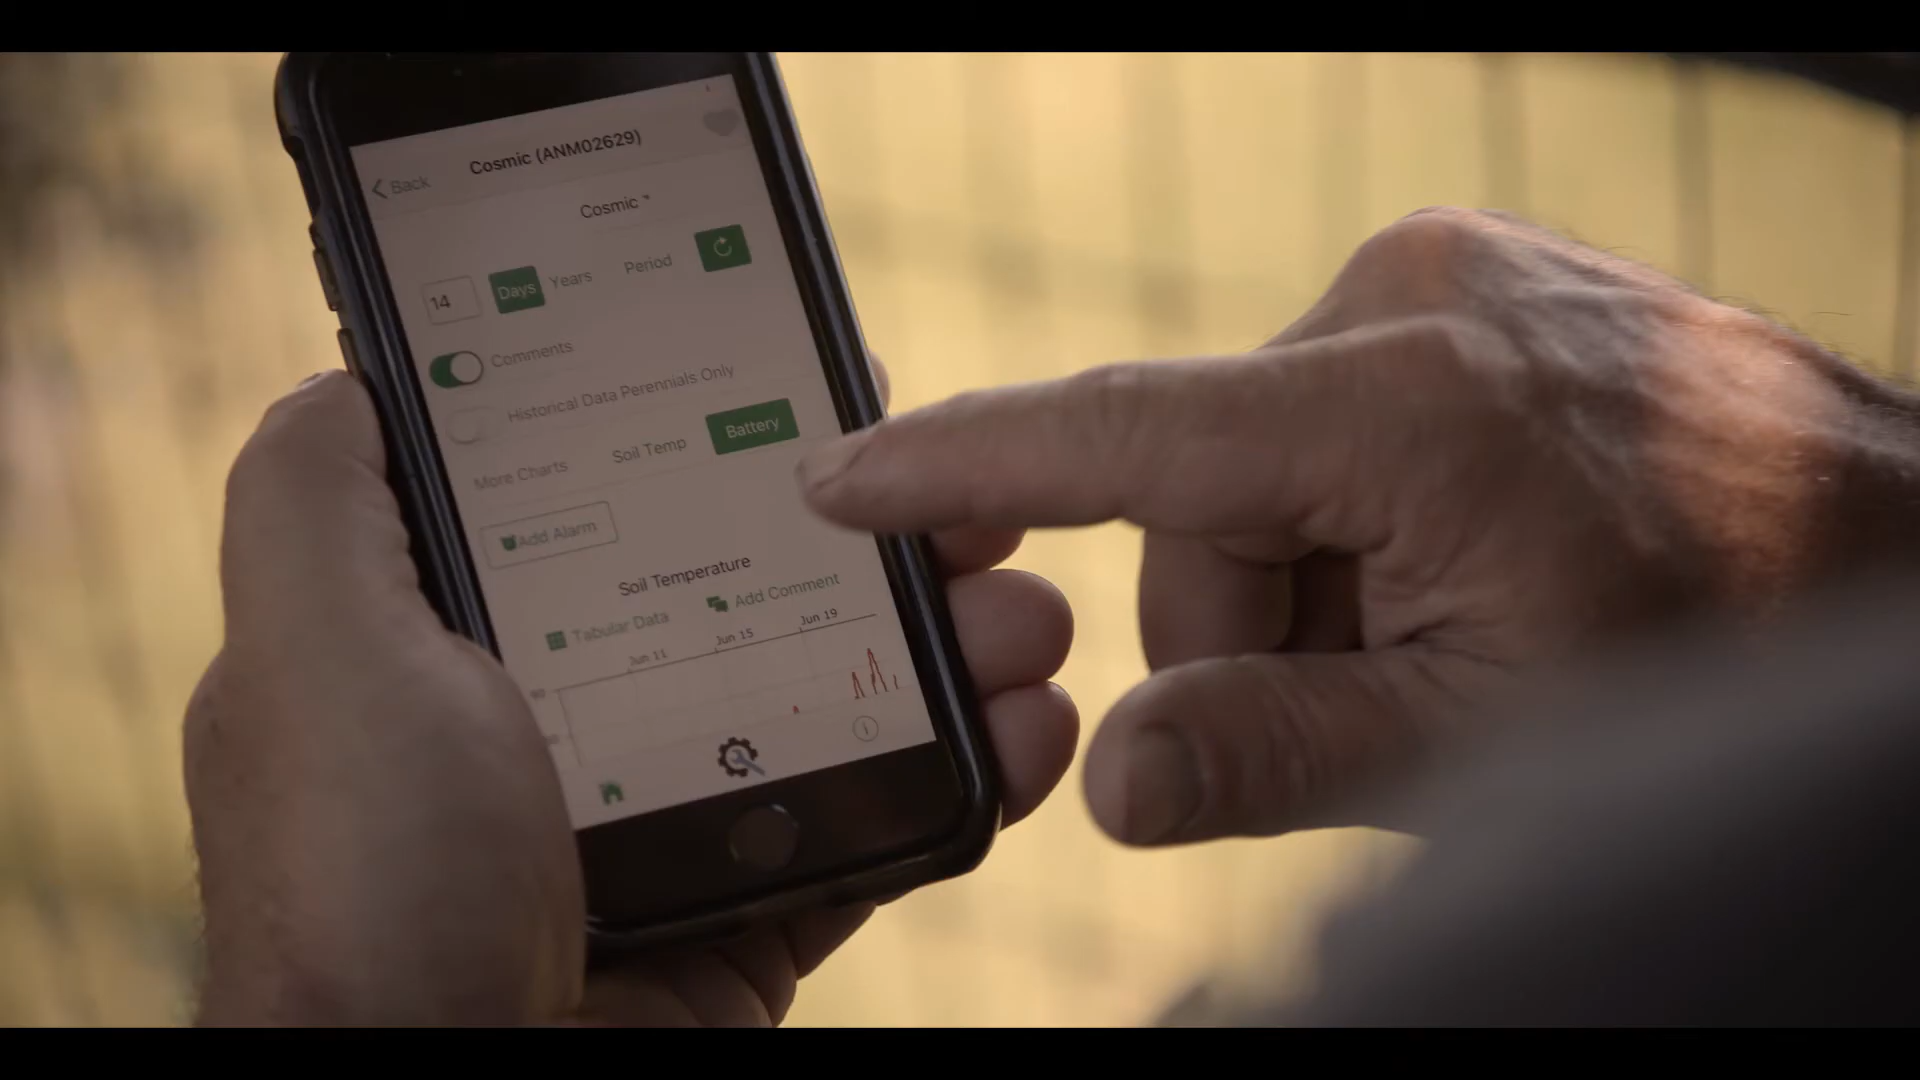 Back
Cosmic (ANM02629)
Cosmic
14 Days Years Period
Comments
Historical Data Perennials Only
More Charts Soil Temp Battery
Add Alarm
Soil Temperature
Tabular Data Add Comment
Jun 11 Jun 15 Jun 19